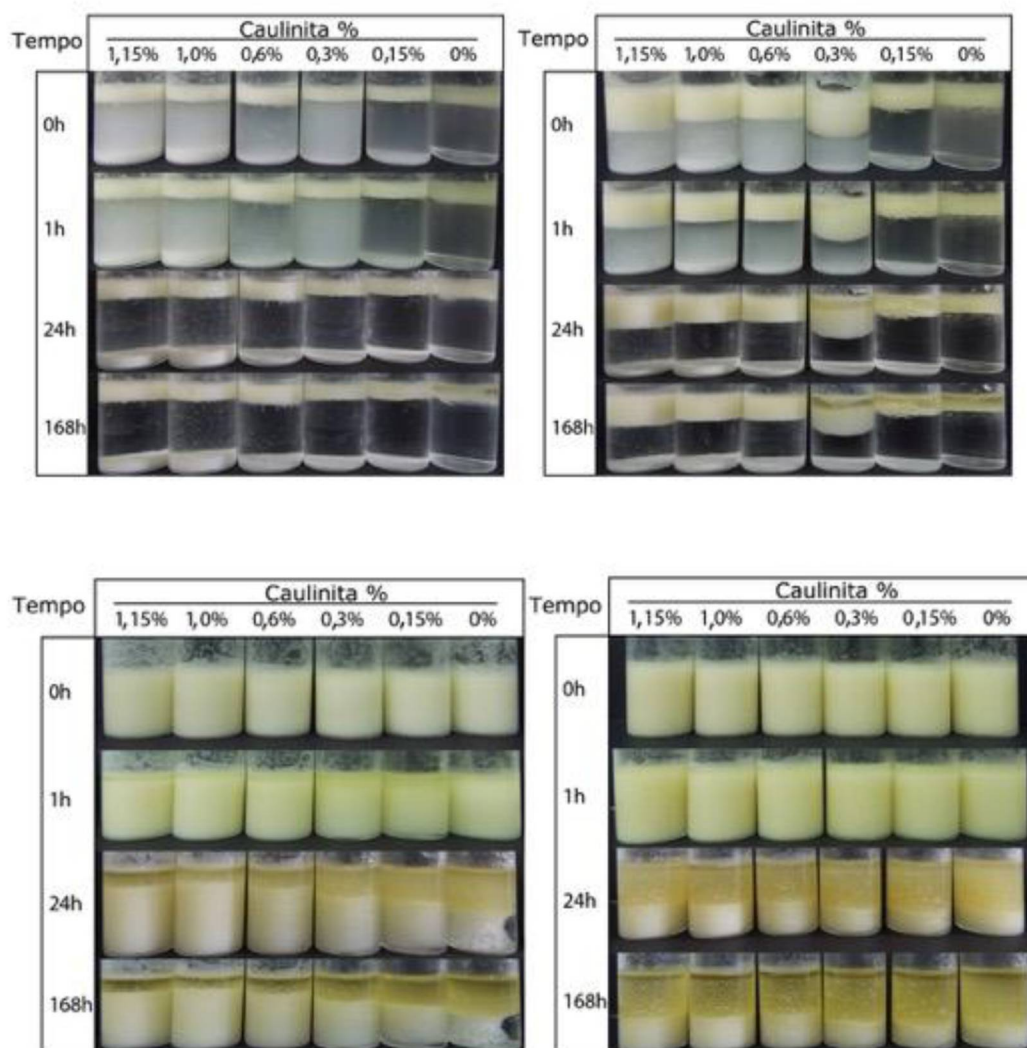 Caulinita %
Tempo
1,15% 1,0% 0,6% 0,3% 0,15% 0%
0h
1h
24h
168h
Caulinita %
Tempo
1,15% 1,0% 0,6% 0,3% 0,15% 0%
0h
1h
24h
168h
Caulinita %
Tempo
1,15% 1,0% 0,6% 0,3% 0,15% 0%
0h
1h
24h
168h
Caulinita %
Tempo
1,15% 1,0% 0,6% 0,3% 0,15% 0%
0h
1h
24h
168h